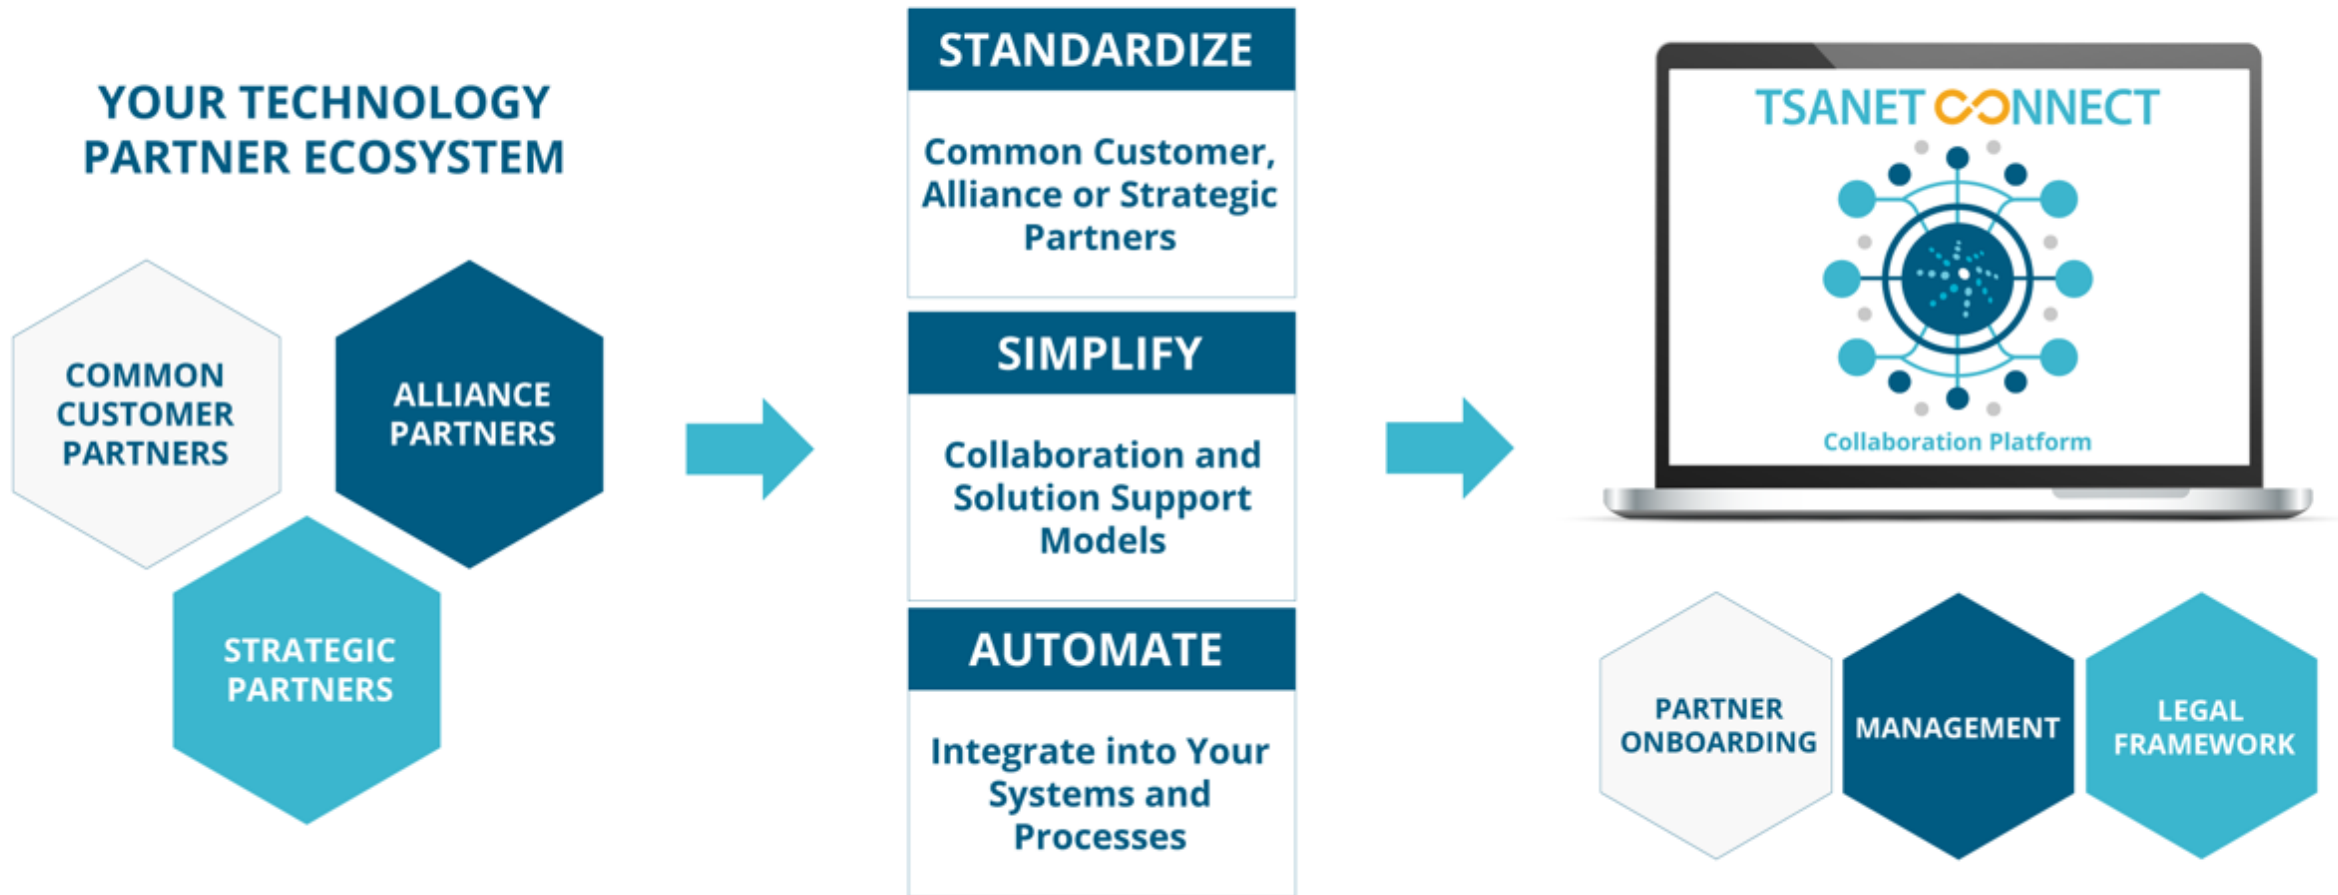 YOUR TECHNOLOGY
PARTNER ECOSYSTEM
COMMON
CUSTOMER
PARTNERS
ALLIANCE
PARTNERS
STRATEGIC
PARTNERS
STANDARDIZE
Common Customer,
Alliance or Strategic
Partners
SIMPLIFY
Collaboration and
Solution Support
Models
AUTOMATE
Integrate into Your
Systems and
Processes
TSANET CONNECT
Collaboration Platform
PARTNER
ONBOARDING
MANAGEMENT
LEGAL
FRAMEWORK